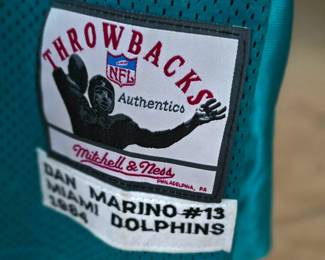 THROWBACKS
NFL
Authentics
Mitchell & Ness
PHILADELPHIA, PA
DAN MARINO #13
MIAMI DOLPHINS
1984